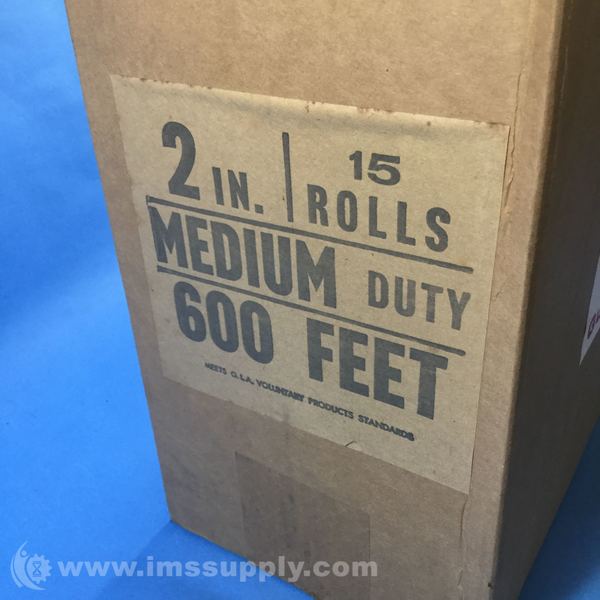 2 IN. 15 ROLLS
MEDIUM DUTY
600 FEET
MEETS G.I.A. VOLUNTARY PRODUCTS STANDARDS
www.imssupply.com